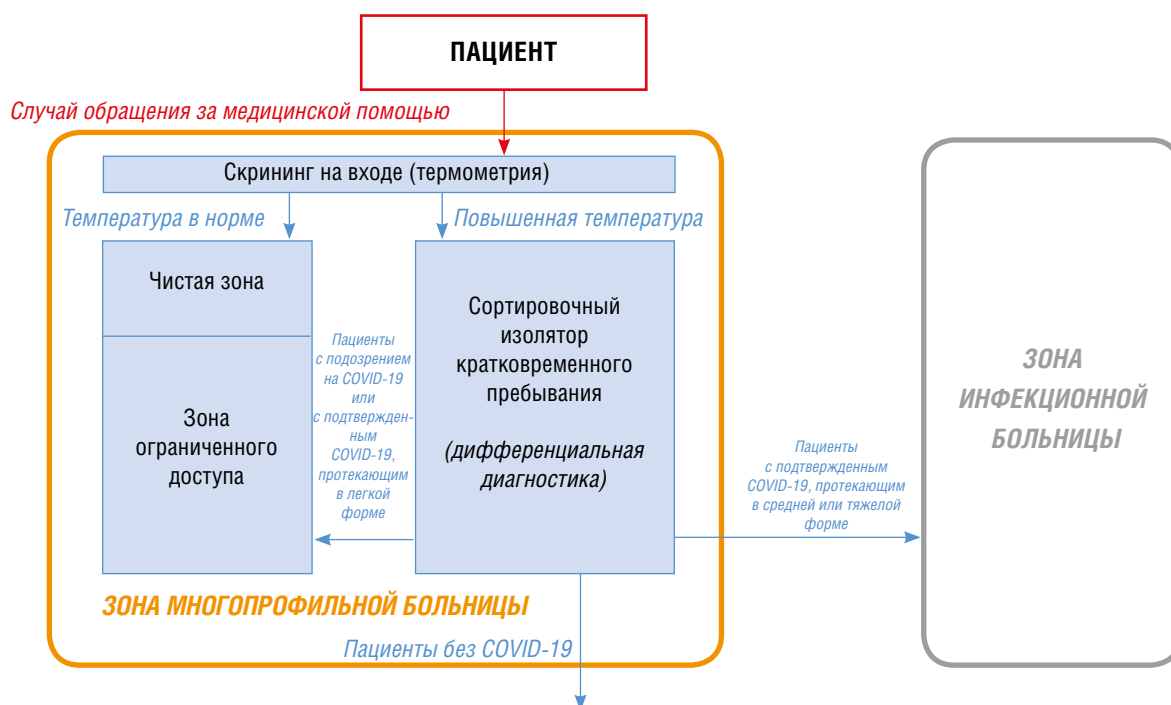 ПАЦИЕНТ
Случай обращения за медицинской помощью
Скрининг на входе (термометрия)
Температура в норме
Повышенная температура
Чистая зона
Зона
ограниченного
доступа
Пациенты
с подозрением
на COVID-19
или
с подтвержден-
ным
COVID-19,
протекающим
в легкой
форме
Сортировочный
изолятор
кратковременного
пребывания
(дифференциальная
диагностика)
Пациенты
с подтвержденным
COVID-19, протекающим
в средней или тяжелой
форме
ЗОНА
ИНФЕКЦИОННОЙ
БОЛЬНИЦЫ
ЗОНА МНОГОПРОФИЛЬНОЙ БОЛЬНИЦЫ
Пациенты без COVID-19